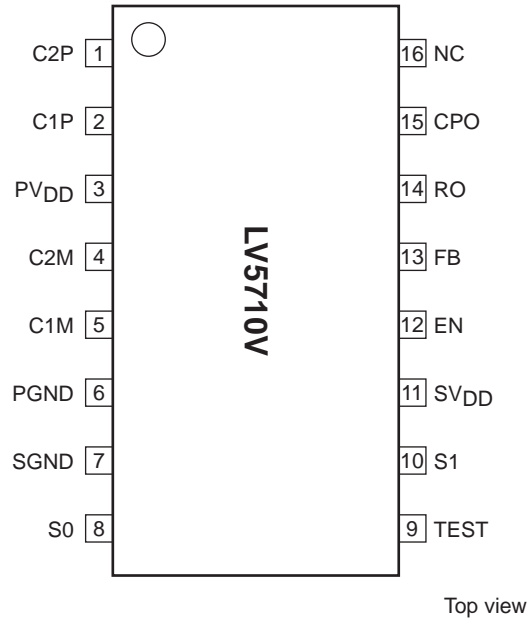 C2P 1 16 NC
C1P 2 15 CPO
PVDD 3 14 RO
C2M 4 13 FB
C1M 5 12 EN
PGND 6 11 SVDD
SGND 7 10 S1
S0 8 9 TEST
LV5710V
Top view